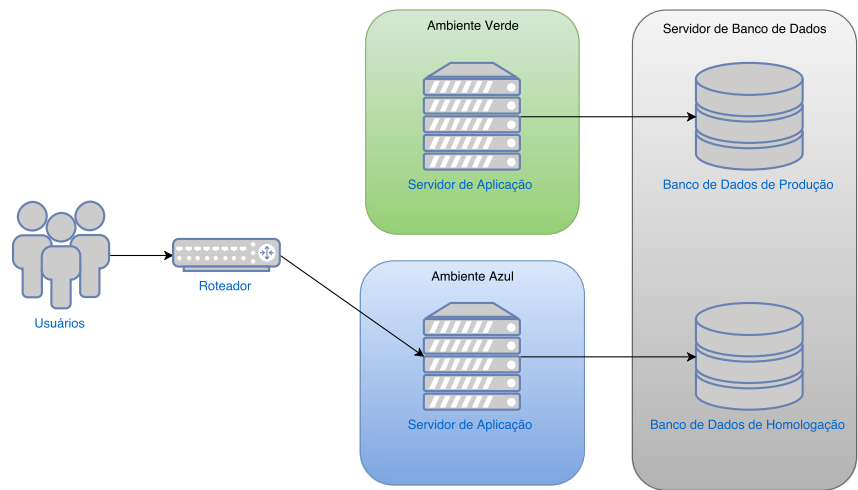 Ambiente Verde
Servidor de Banco de Dados
Servidor de Aplicação
Banco de Dados de Produção
Usuários
Roteador
Ambiente Azul
Servidor de Aplicação
Banco de Dados de Homologação